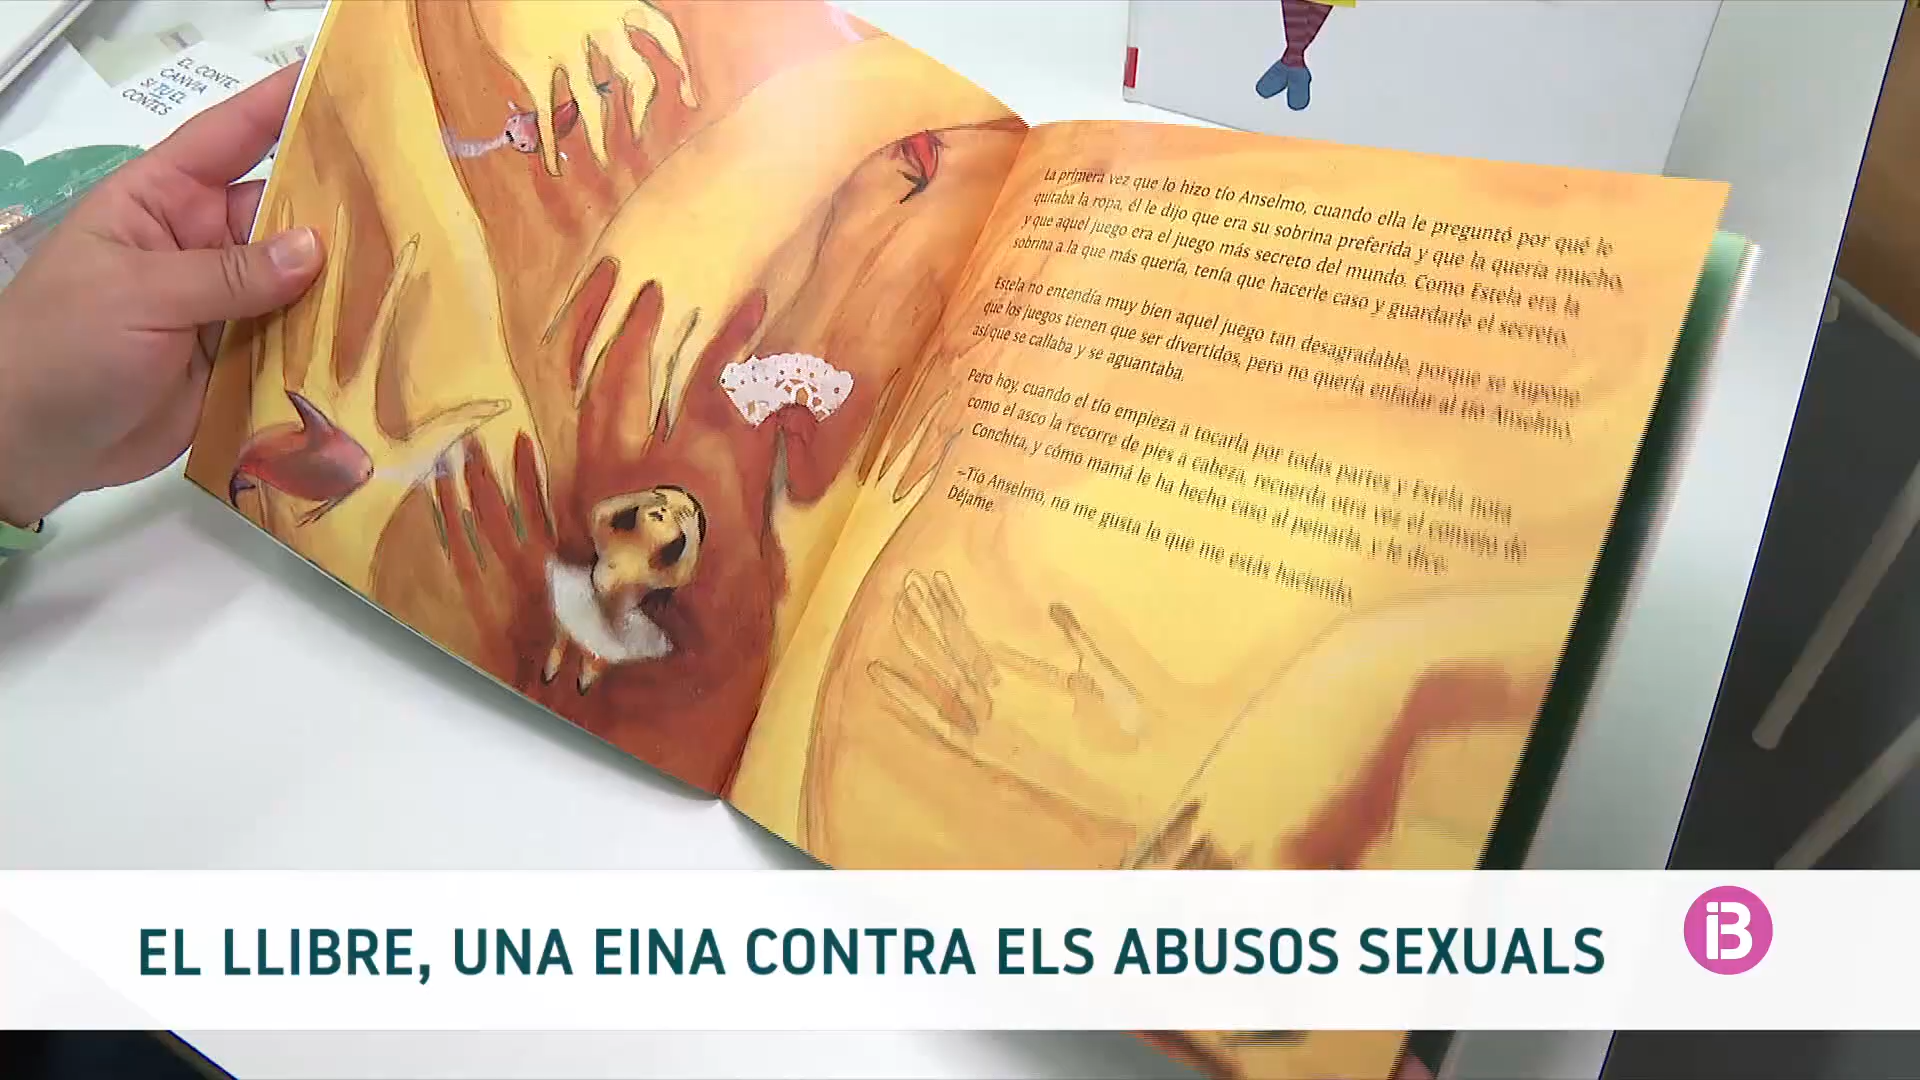 EL CONTE
CANVIA
SI TU EL
CONTES
La primera vez que lo hizo tío Anselmo, cuando ella le preguntó por qué le
quitaba la ropa, él le dijo que era su sobrina preferida y que la quería mucho,
y que aquel juego era el juego más secreto del mundo. Como Estela era la
sobrina a la que más quería, tenía que hacerle caso y guardarle el secreto.
Estela no entendía muy bien aquel juego tan desagradable, porque se supone
que los juegos tienen que ser divertidos, pero no quería enfadar al tío Anselmo,
así que se callaba y se aguantaba.
Pero hoy, cuando el tío empieza a tocarla por todas partes y Estela nota
como el asco la recorre de pies a cabeza, recuerda otra vez el consejo de
Conchita, y cómo mamá le ha hecho caso al peinarla, y le dice:
–Tío Anselmo, no me gusta lo que me estás haciendo.
Déjame.
EL LLIBRE, UNA EINA CONTRA ELS ABUSOS SEXUALS
IB